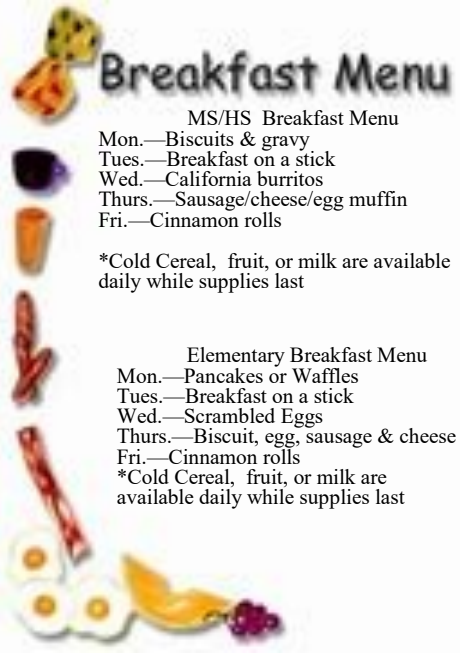 Breakfast Menu
MS/HS  Breakfast Menu
Mon.—Biscuits & gravy
Tues.—Breakfast on a stick
Wed.—California burritos
Thurs.—Sausage/cheese/egg muffin
Fri.—Cinnamon rolls
*Cold Cereal,  fruit, or milk are available
daily while supplies last
Elementary Breakfast Menu
Mon.—Pancakes or Waffles
Tues.—Breakfast on a stick
Wed.—Scrambled Eggs
Thurs.—Biscuit, egg, sausage & cheese
Fri.—Cinnamon rolls
*Cold Cereal,  fruit, or milk are
available daily while supplies last